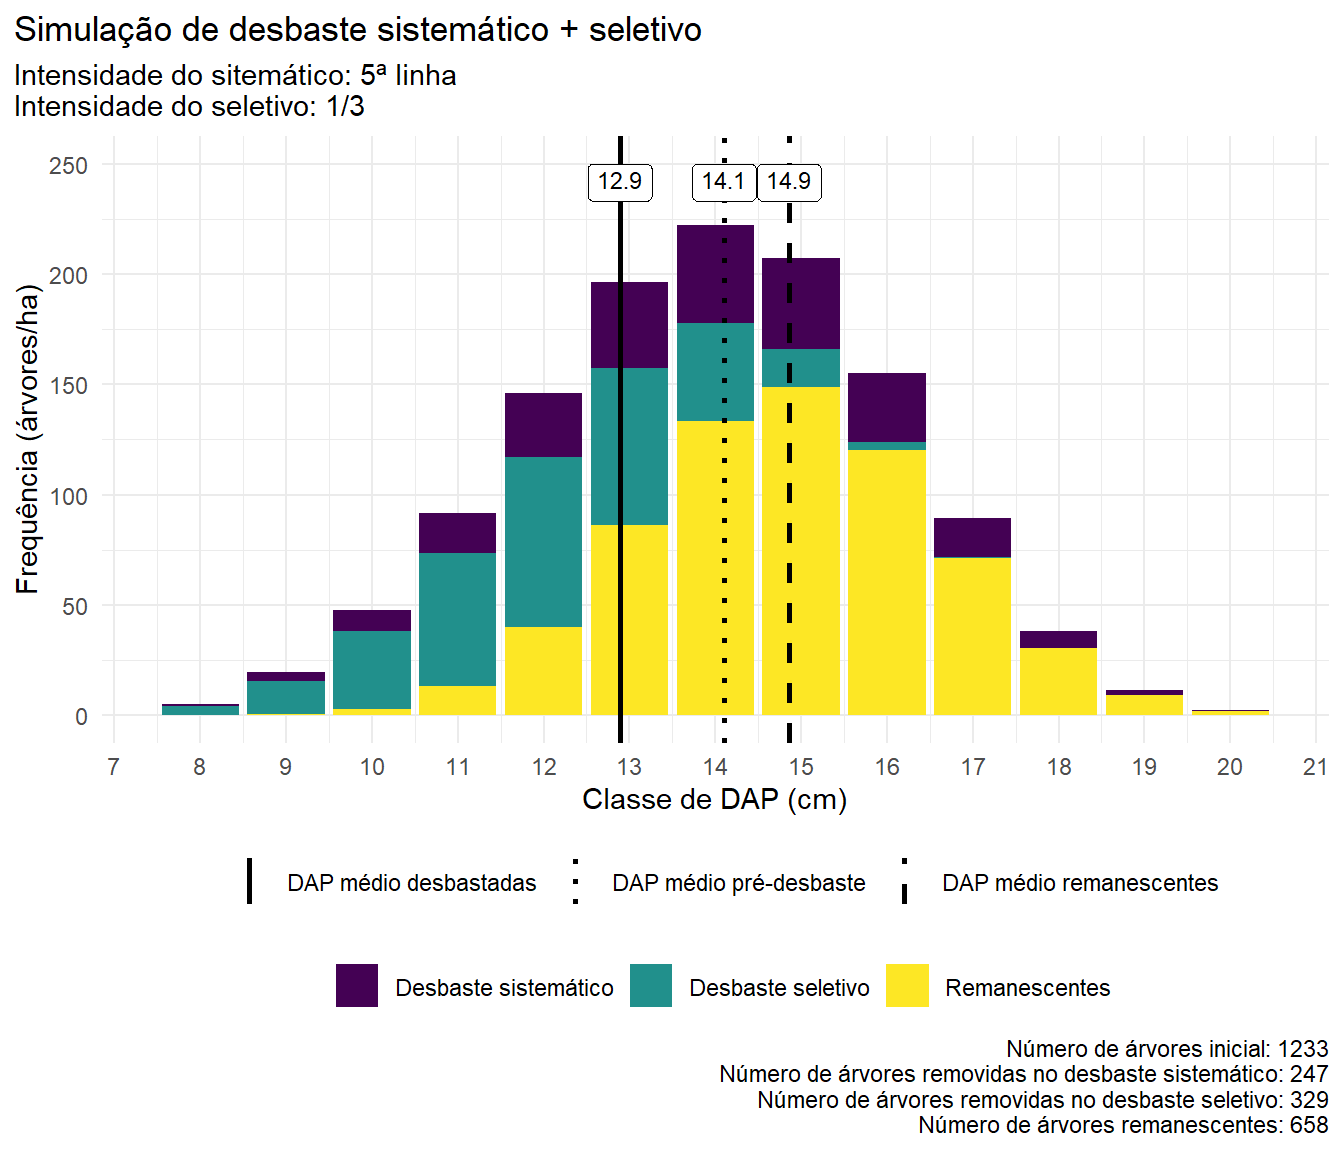 Simulação de desbaste sistemático + seletivo
Intensidade do sitemático: 5ª linha
Intensidade do seletivo: 1/3
250
200
150
100
50
0
Frequência (árvores/ha)
12.9
14.1
14.9
7 8 9 10 11 12 13 14 15 16 17 18 19 20 21
Classe de DAP (cm)
DAP médio desbastadas DAP médio pré-desbaste DAP médio remanescentes
Desbaste sistemático Desbaste seletivo Remanescentes
Número de árvores inicial: 1233
Número de árvores removidas no desbaste sistemático: 247
Número de árvores removidas no desbaste seletivo: 329
Número de árvores remanescentes: 658